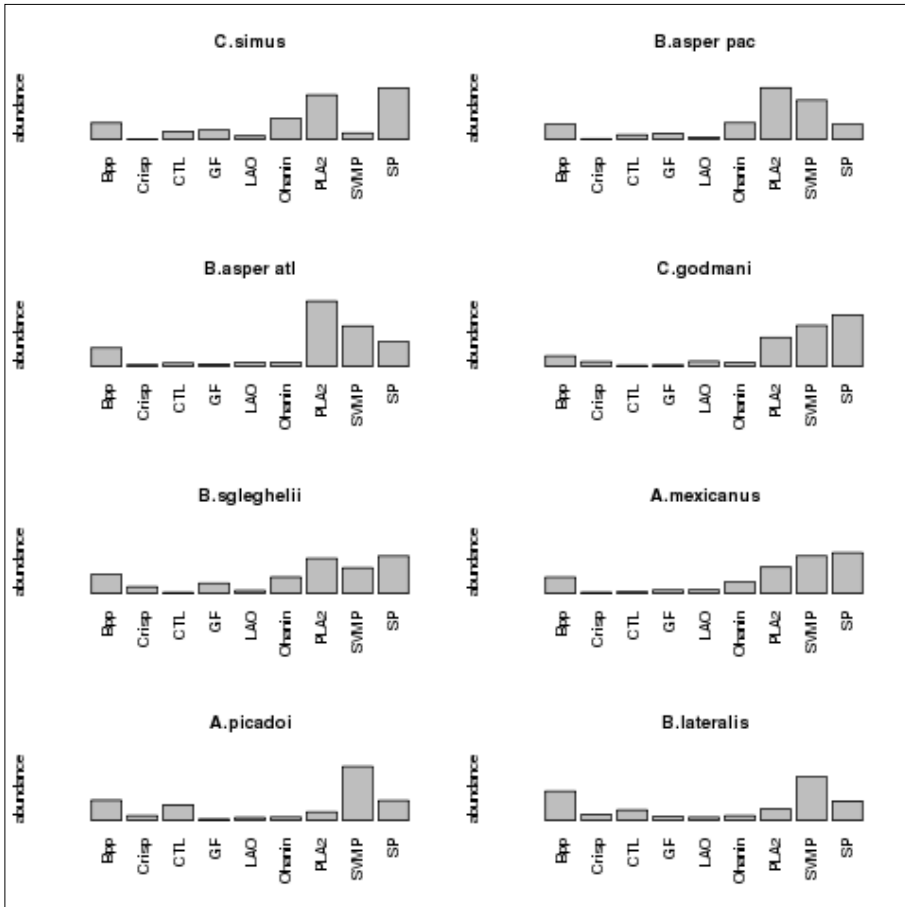 C.simus
abundance
Bpp Crisp CTL GF LAO Ohanin PLA2 SVMP SP
B.asper pac
abundance
Bpp Crisp CTL GF LAO Ohanin PLA2 SVMP SP
B.asper atl
abundance
Bpp Crisp CTL GF LAO Ohanin PLA2 SVMP SP
C.godmani
abundance
Bpp Crisp CTL GF LAO Ohanin PLA2 SVMP SP
B.sgleghelii
abundance
Bpp Crisp CTL GF LAO Ohanin PLA2 SVMP SP
A.mexicanus
abundance
Bpp Crisp CTL GF LAO Ohanin PLA2 SVMP SP
A.picadoi
abundance
Bpp Crisp CTL GF LAO Ohanin PLA2 SVMP SP
B.lateralis
abundance
Bpp Crisp CTL GF LAO Ohanin PLA2 SVMP SP